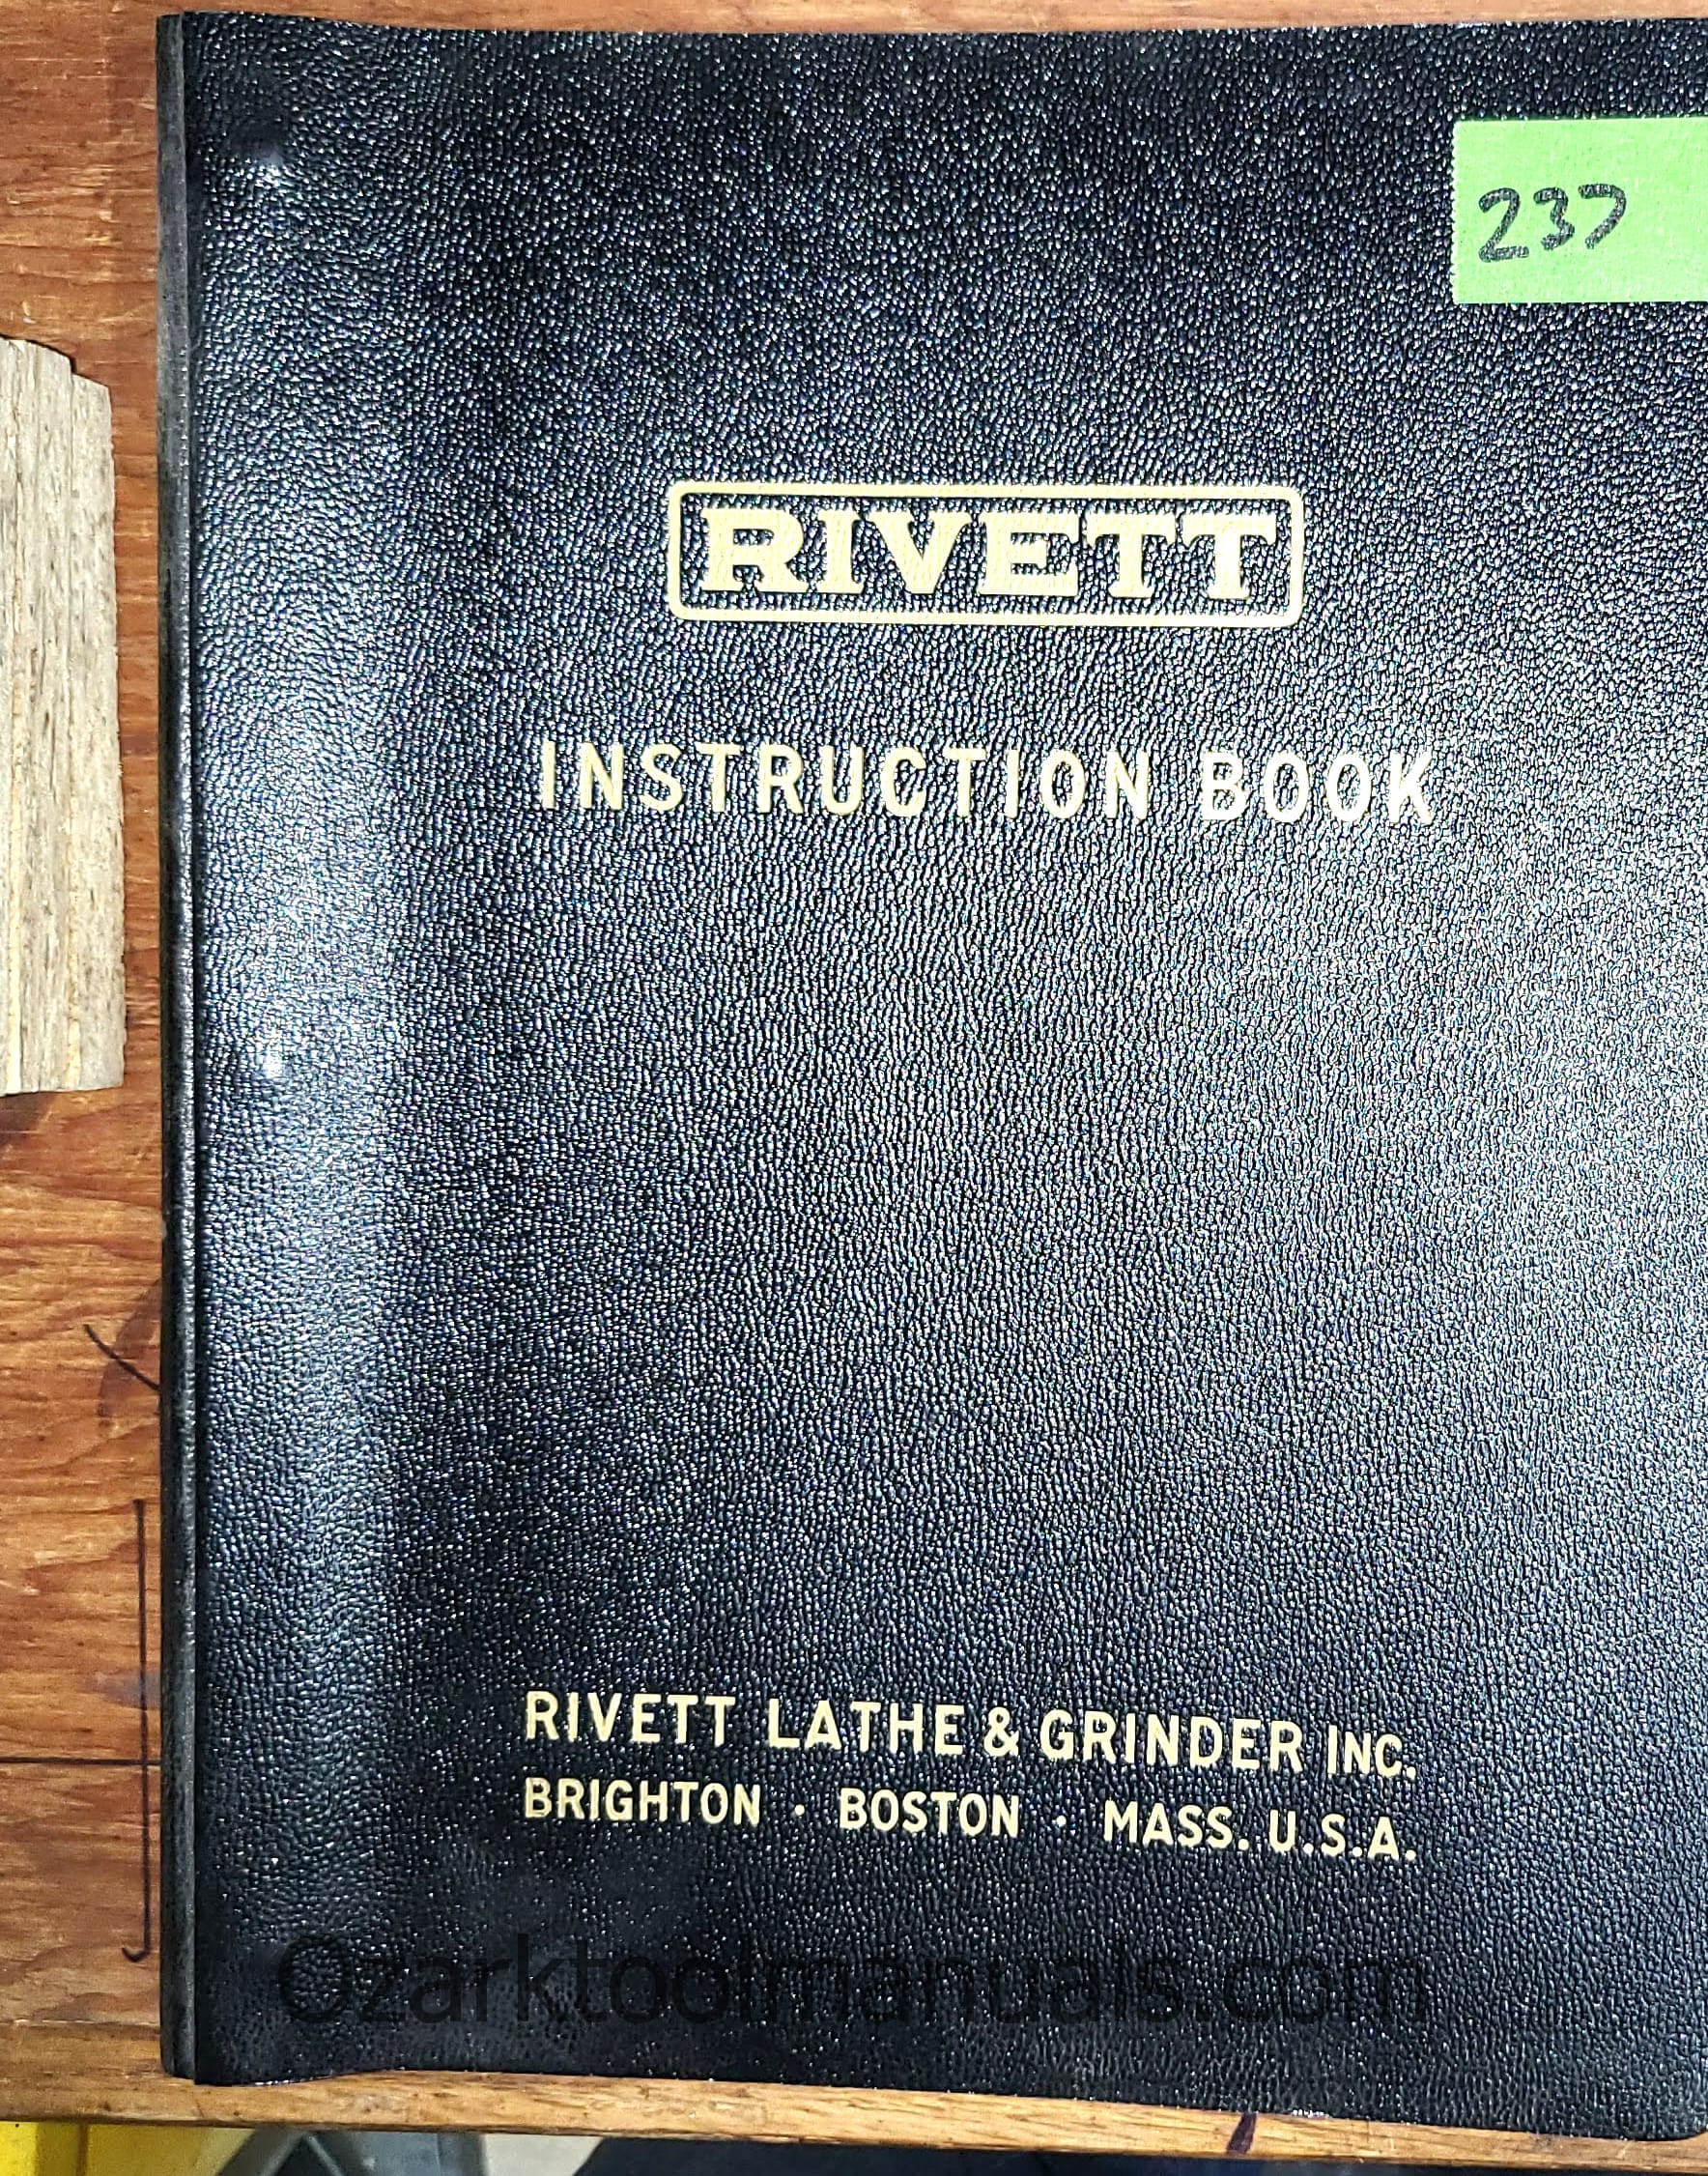 237
RIVETT
INSTRUCTION BOOK
RIVETT LATHE & GRINDER INC.
BRIGHTON · BOSTON · MASS. U.S.A.
Ozarktoolmanuals.com